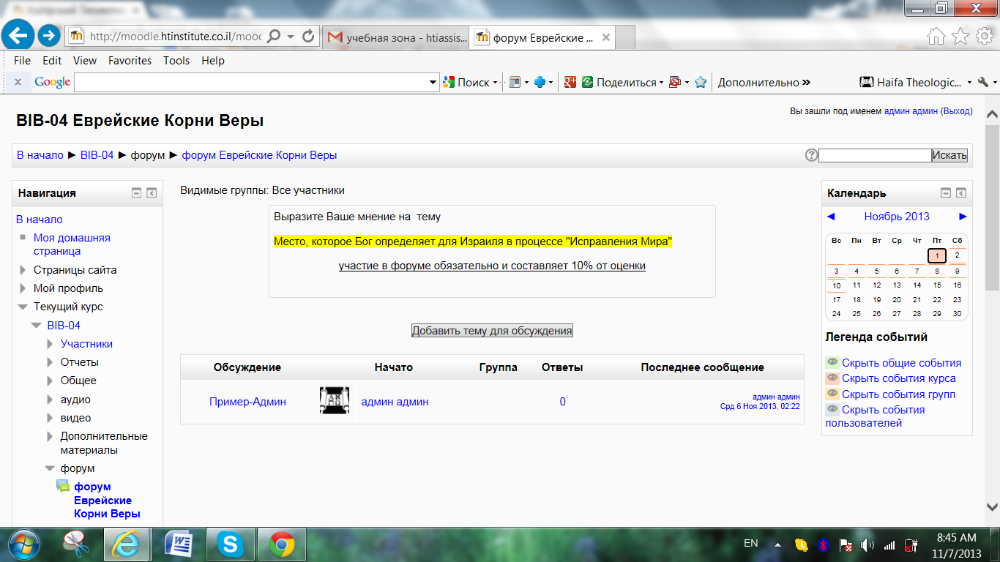 http://moodle.htinstitute.co.il/mooc
учебная зона - htiassis...
форум Еврейские ...
File Edit View Favorites Tools Help
x Google Поиск Поделиться Дополнительно » Haifa Theologic...
BIB-04 Еврейские Корни Веры
Вы зашли под именем админ админ (Выход)
В начало ► BIB-04 ► форум ► форум Еврейские Корни Веры
Искать
Навигация
В начало
Моя домашняя
страница
Страницы сайта
Мой профиль
Текущий курс
BIB-04
Участники
Отчеты
Общее
аудио
видео
Дополнительные
материалы
форум
форум
Еврейские
Корни Веры
Видимые группы: Все участники
Выразите Ваше мнение на тему
Место, которое Бог определяет для Израиля в процессе "Исправления Мира"
участие в форуме обязательно и составляет 10% от оценки
Добавить тему для обсуждения
Обсуждение Начато Группа Ответы Последнее сообщение
Пример-Админ админ админ 0 админ админ
Срд 6 Ноя 2013, 02:22
Календарь
◄ Ноябрь 2013 ►
Вс Пн Вт Ср Чт Пт Сб
1 2
3 4 5 6 7 8 9
10 11 12 13 14 15 16
17 18 19 20 21 22 23
24 25 26 27 28 29 30
Легенда событий
Скрыть общие события
Скрыть события курса
Скрыть события групп
Скрыть события
пользователей
EN
8:45 AM
11/7/2013